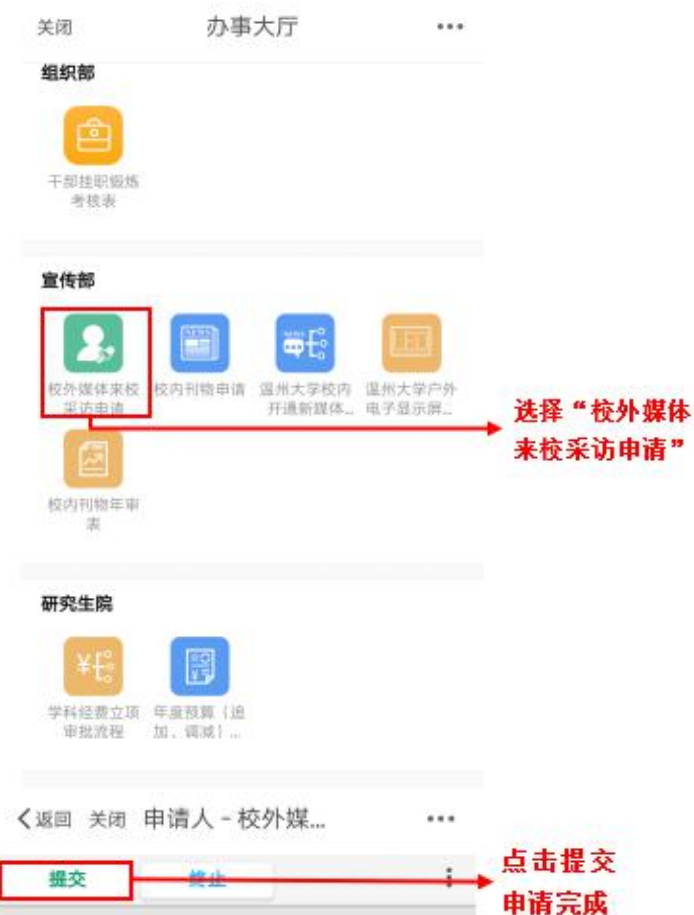 关闭 办事大厅
组织部
干部挂职锻炼
考核表
宣传部
校外媒体来校
采访申请
校内刊物申请
温州大学校内
开通新媒体...
温州大学户外
电子显示屏...
选择“校外媒体
来校采访申请”
校内刊物年审
表
研究生院
学科经费立项
审批流程
年度预算（追
加、调减）...
返回 关闭 申请人-校外媒...
提交 终止
点击提交
申请完成